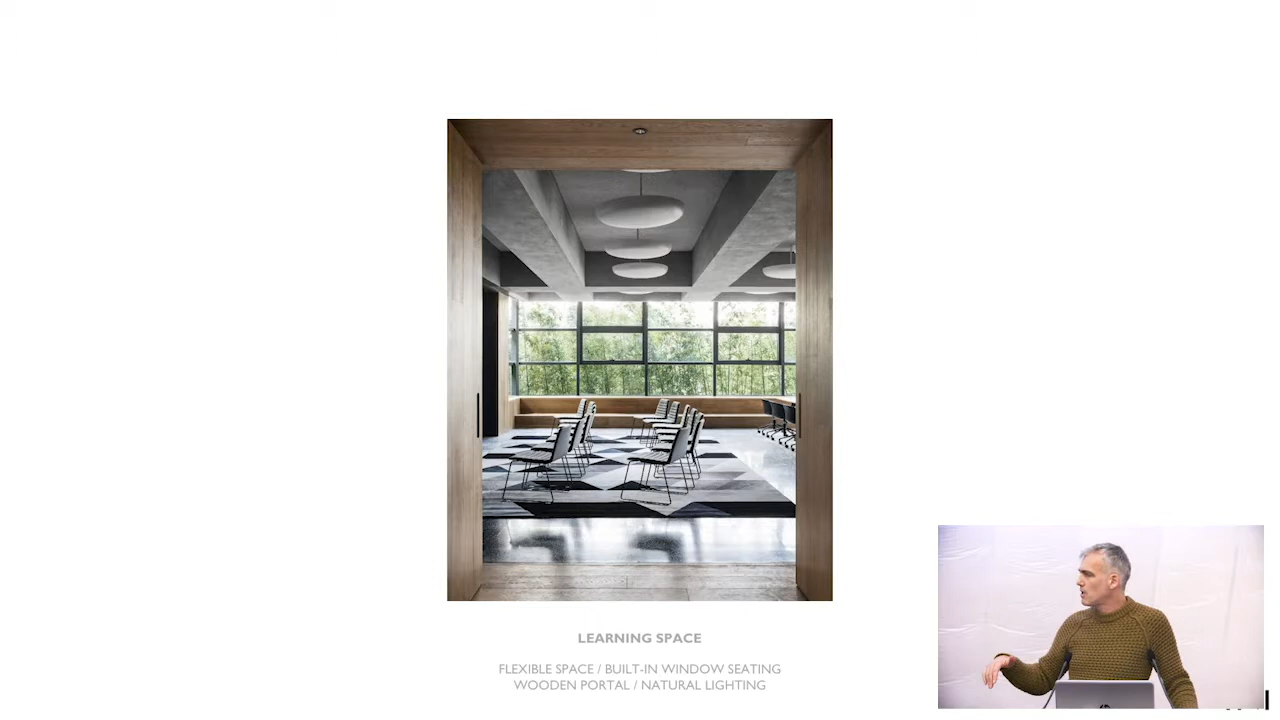 LEARNING SPACE
FLEXIBLE SPACE / BUILT-IN WINDOW SEATING
WOODEN PORTAL / NATURAL LIGHTING